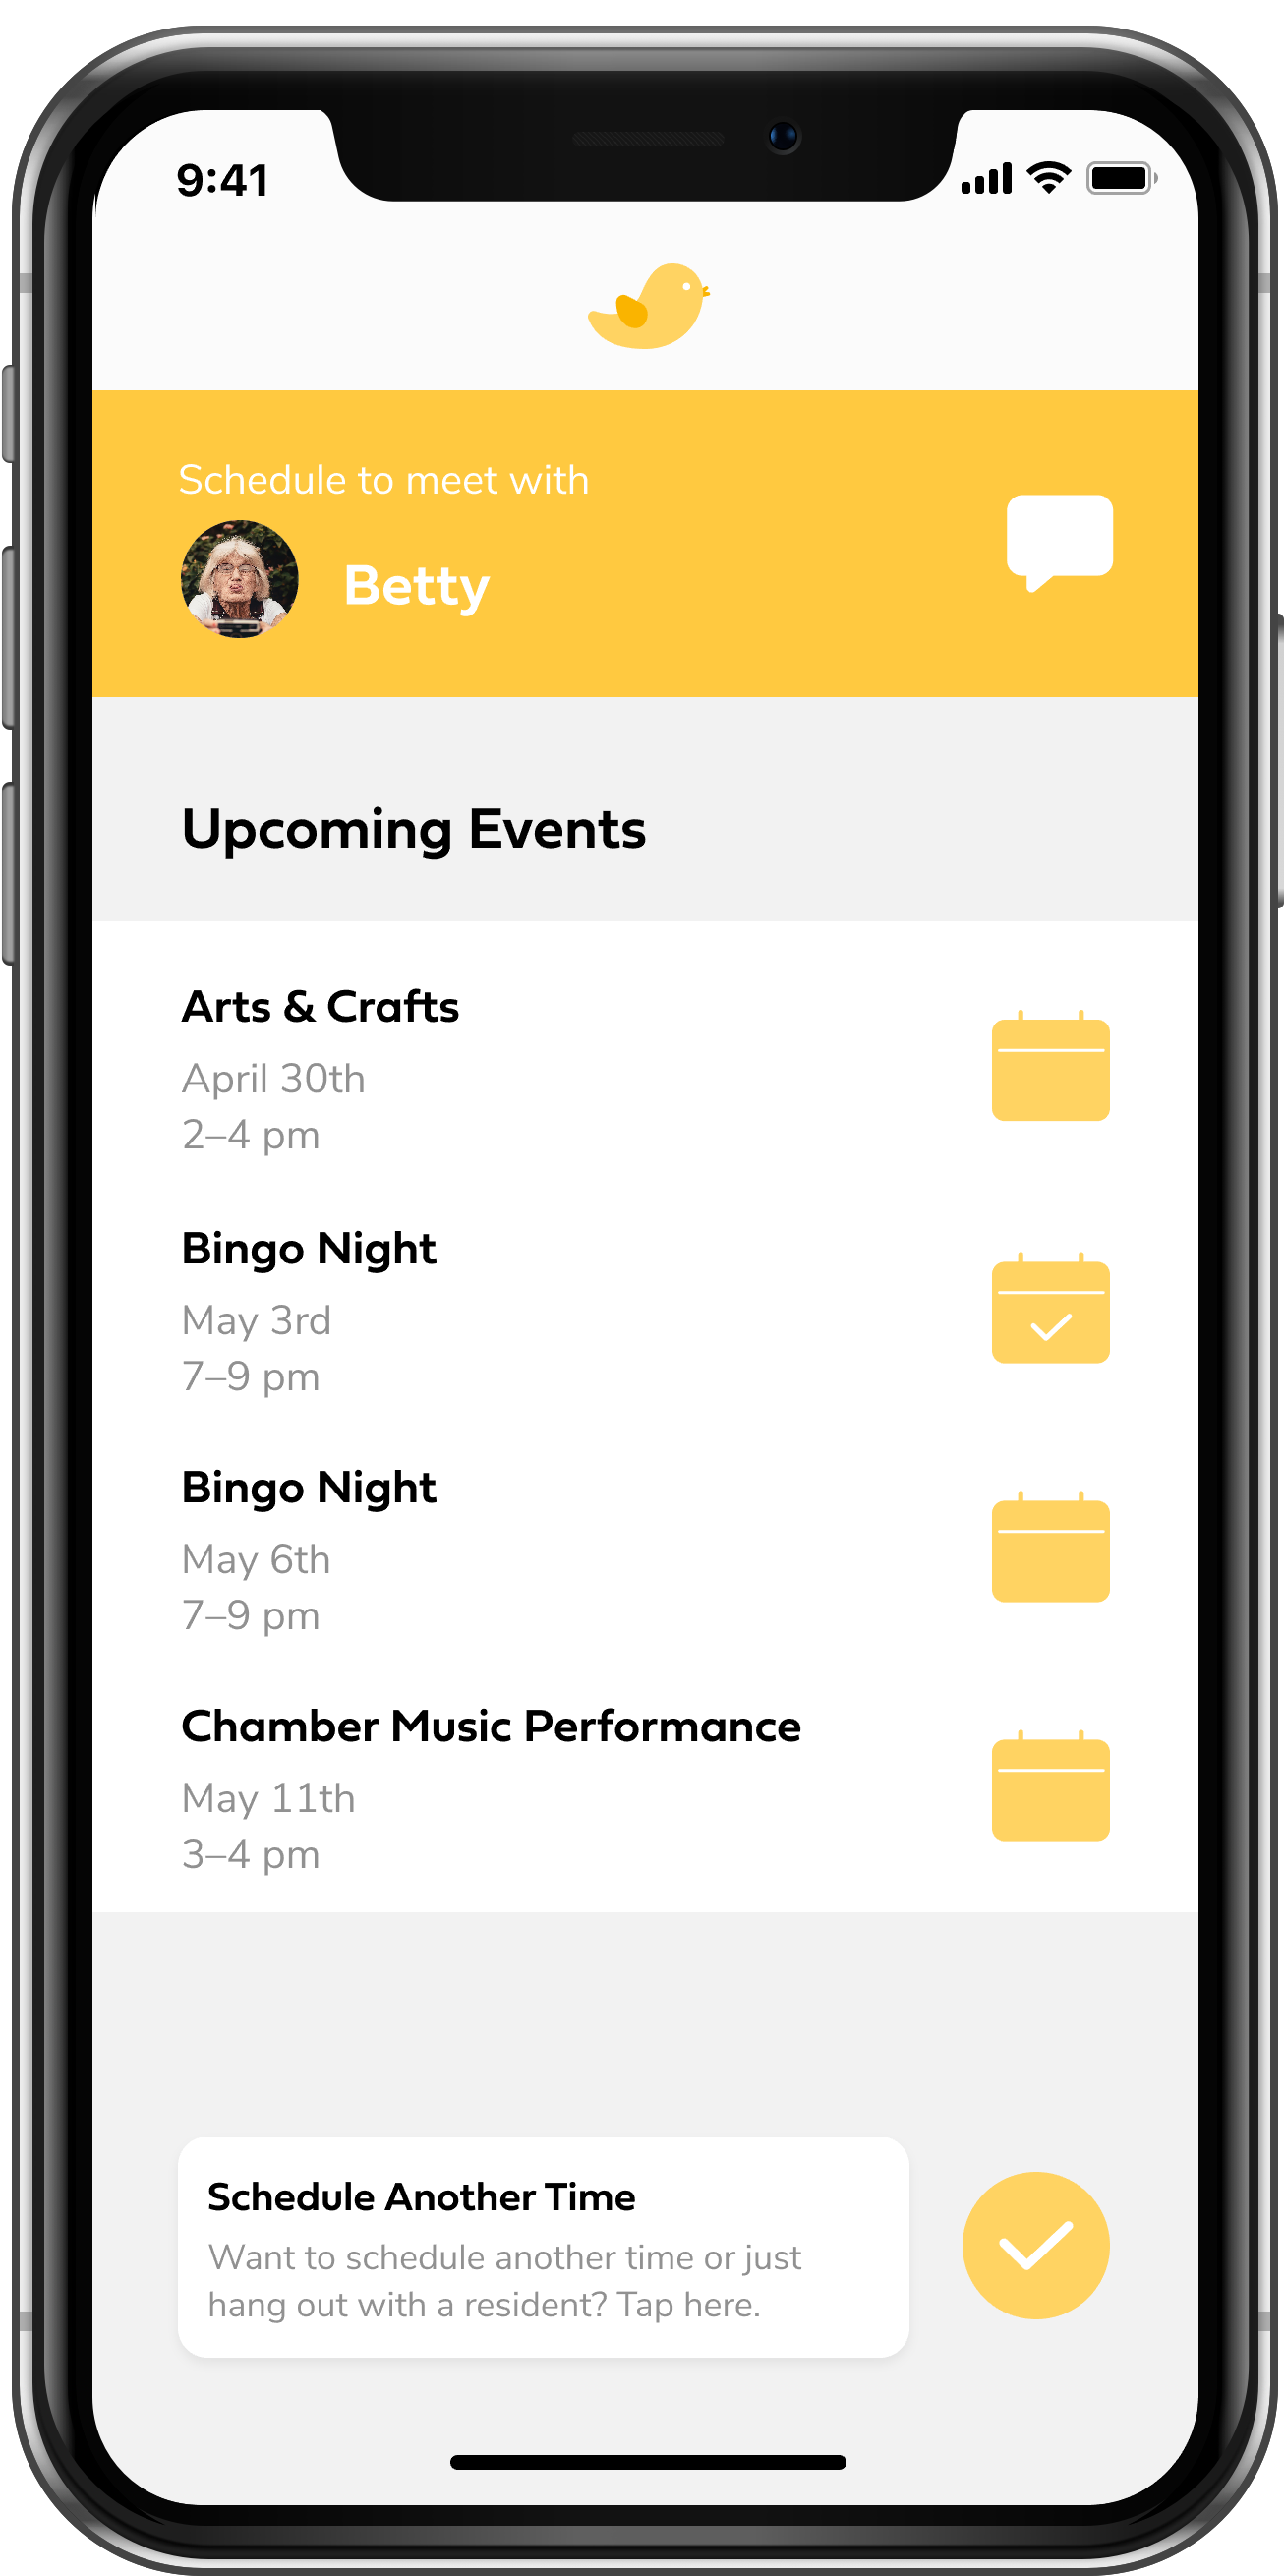 9:41
Schedule to meet with
Betty
Upcoming Events
Arts & Crafts
April 30th
2–4 pm
Bingo Night
May 3rd
7–9 pm
Bingo Night
May 6th
7–9 pm
Chamber Music Performance
May 11th
3–4 pm
Schedule Another Time
Want to schedule another time or just
hang out with a resident? Tap here.